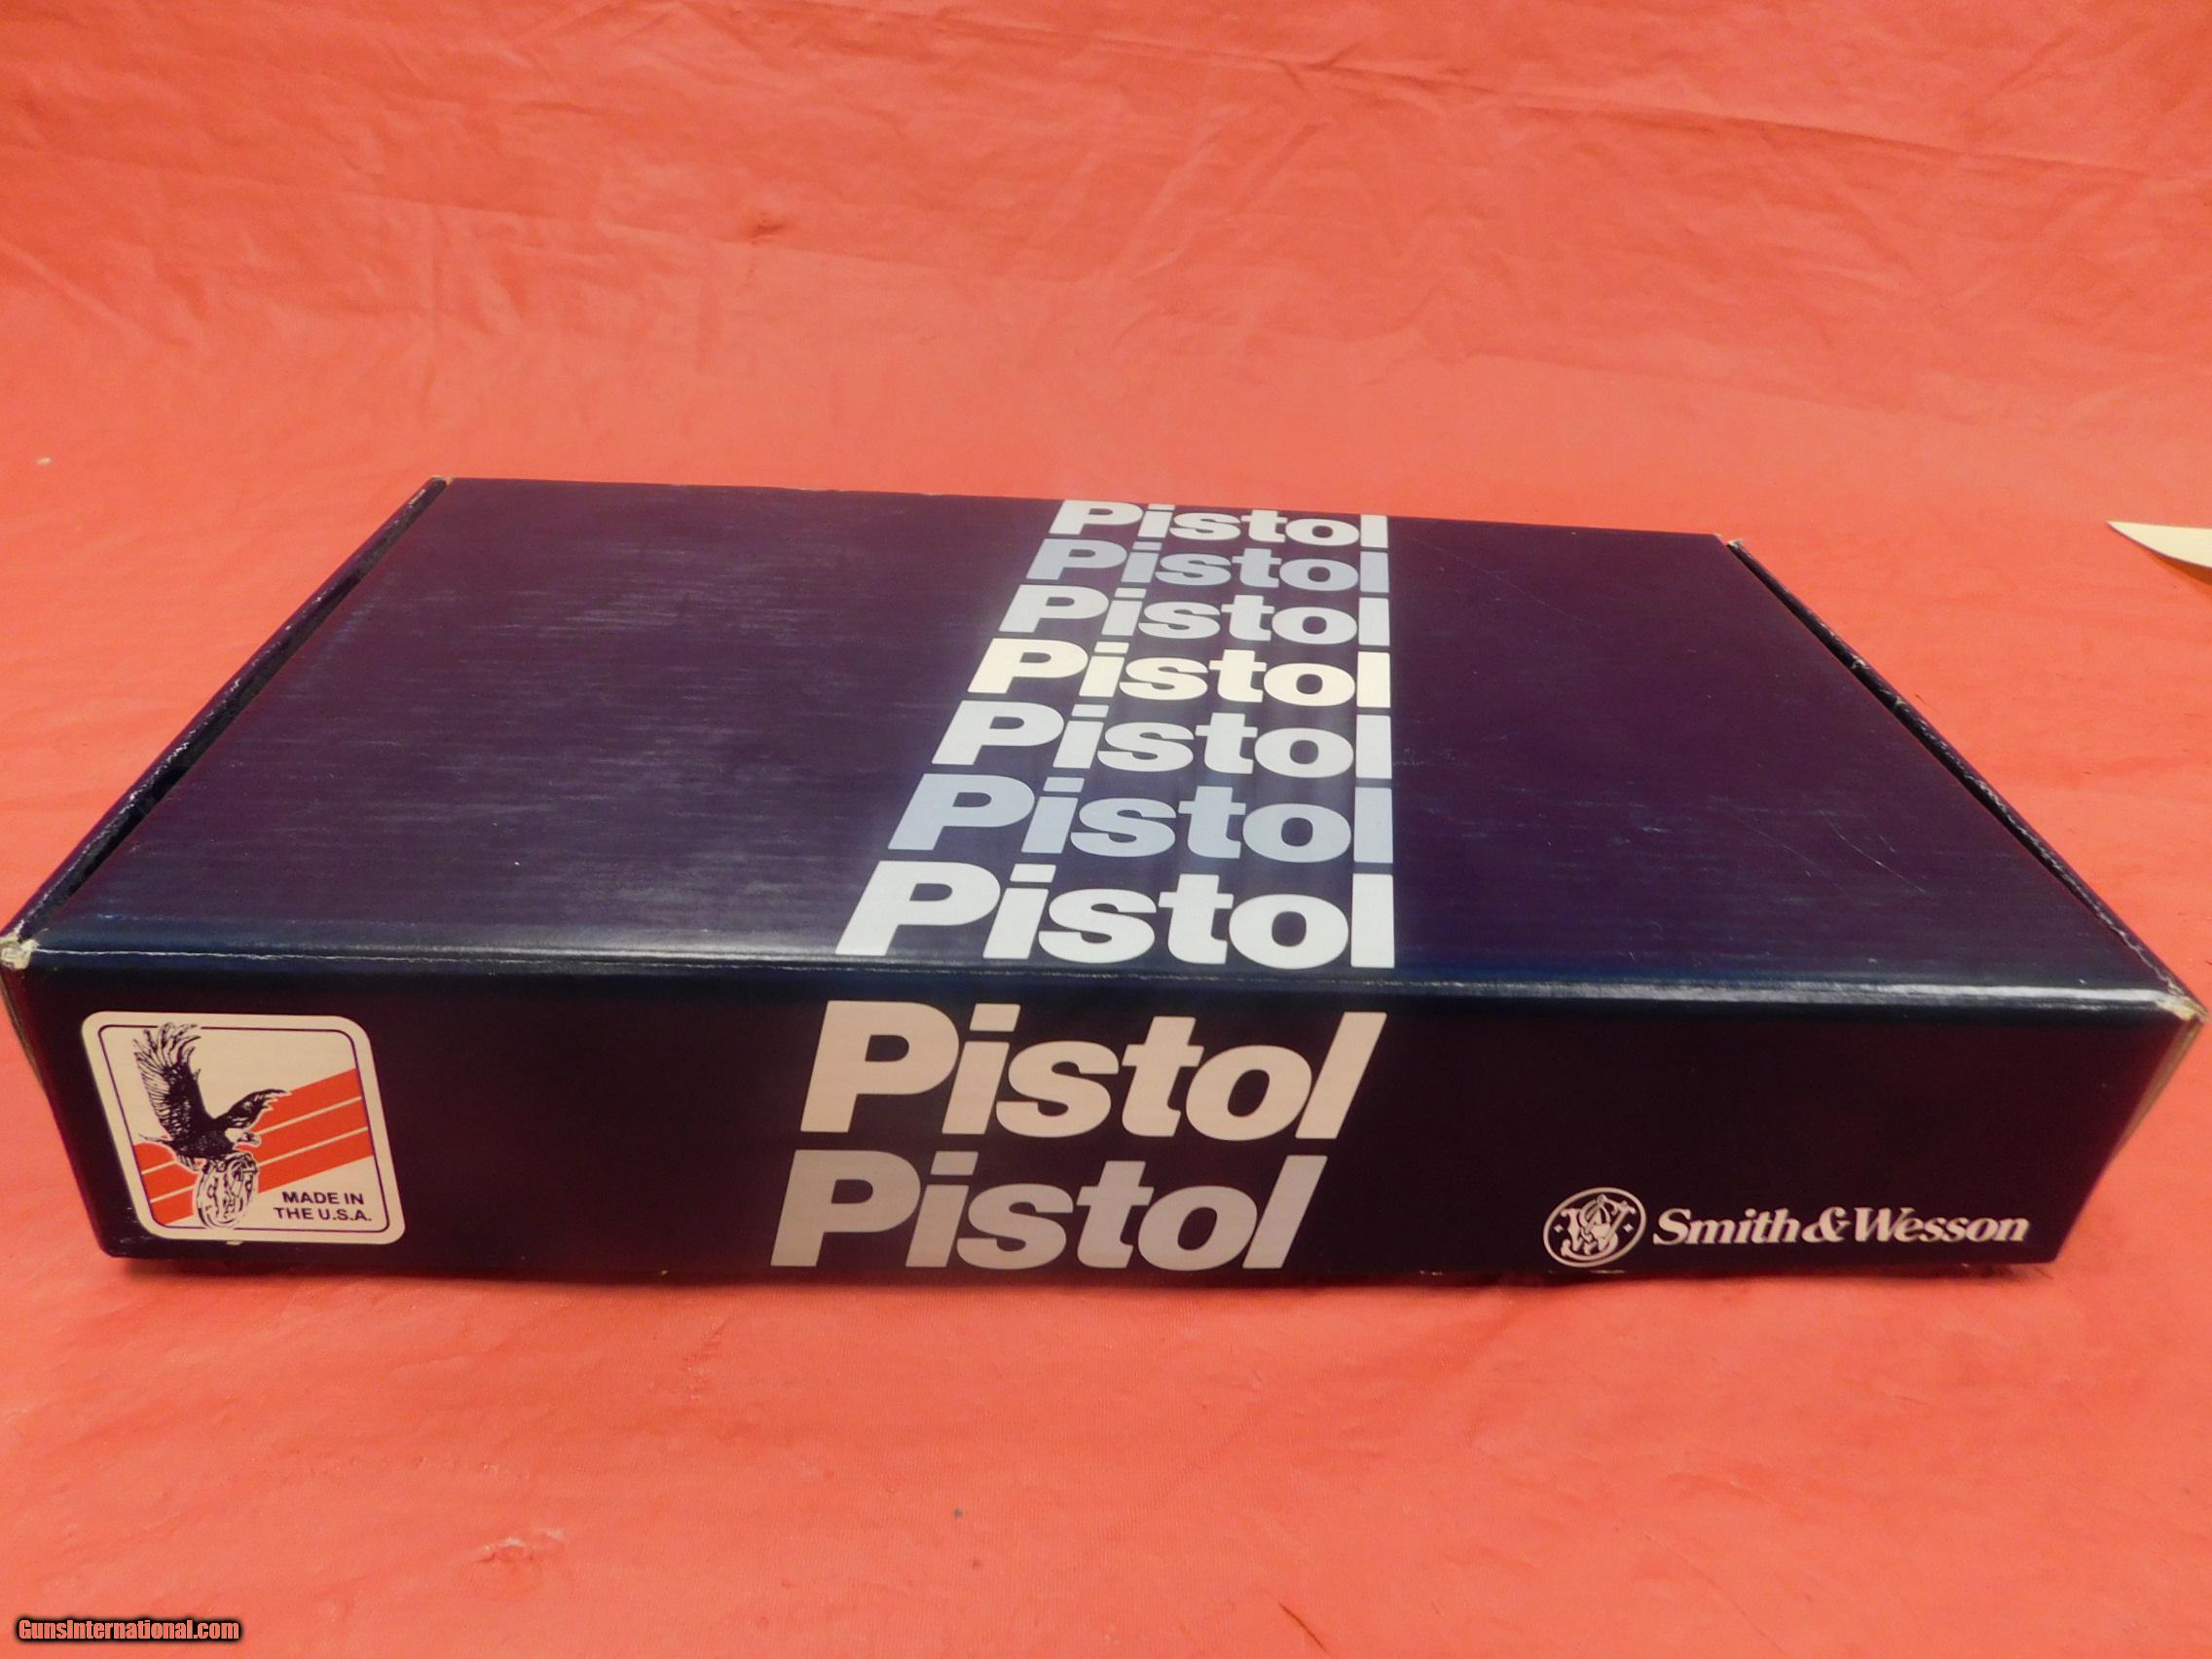 Pistol
Pistol
Pistol
Pistol
Pistol
Pistol
Pistol
Pistol
Pistol
MADE IN
THE U.S.A.
Smith & Wesson
GunsInternational.com